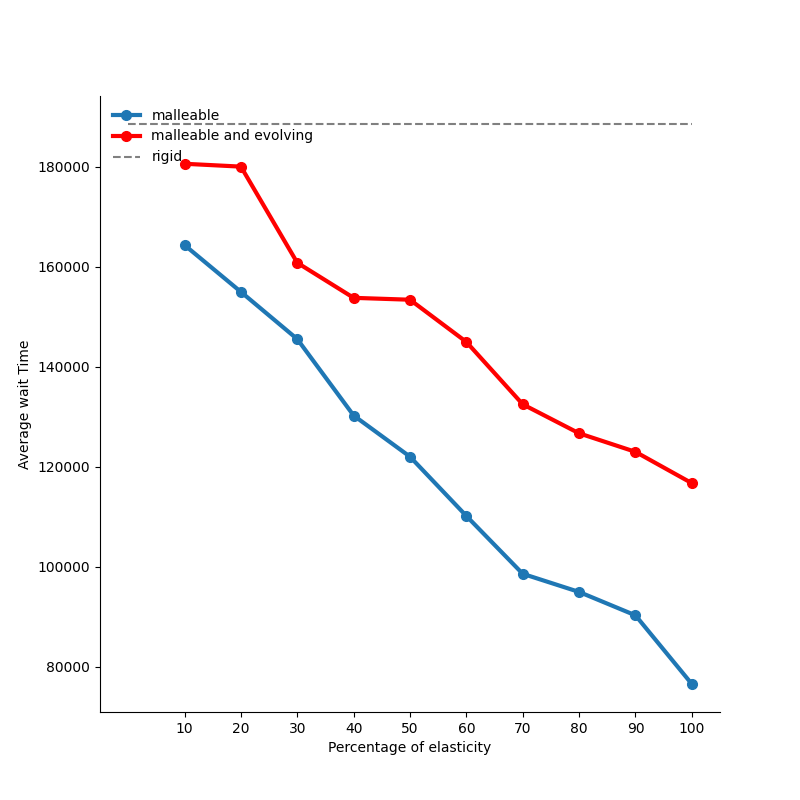 malleable
malleable and evolving
rigid
180000
160000
140000
120000
100000
80000
Average wait Time
10 20 30 40 50 60 70 80 90 100
Percentage of elasticity